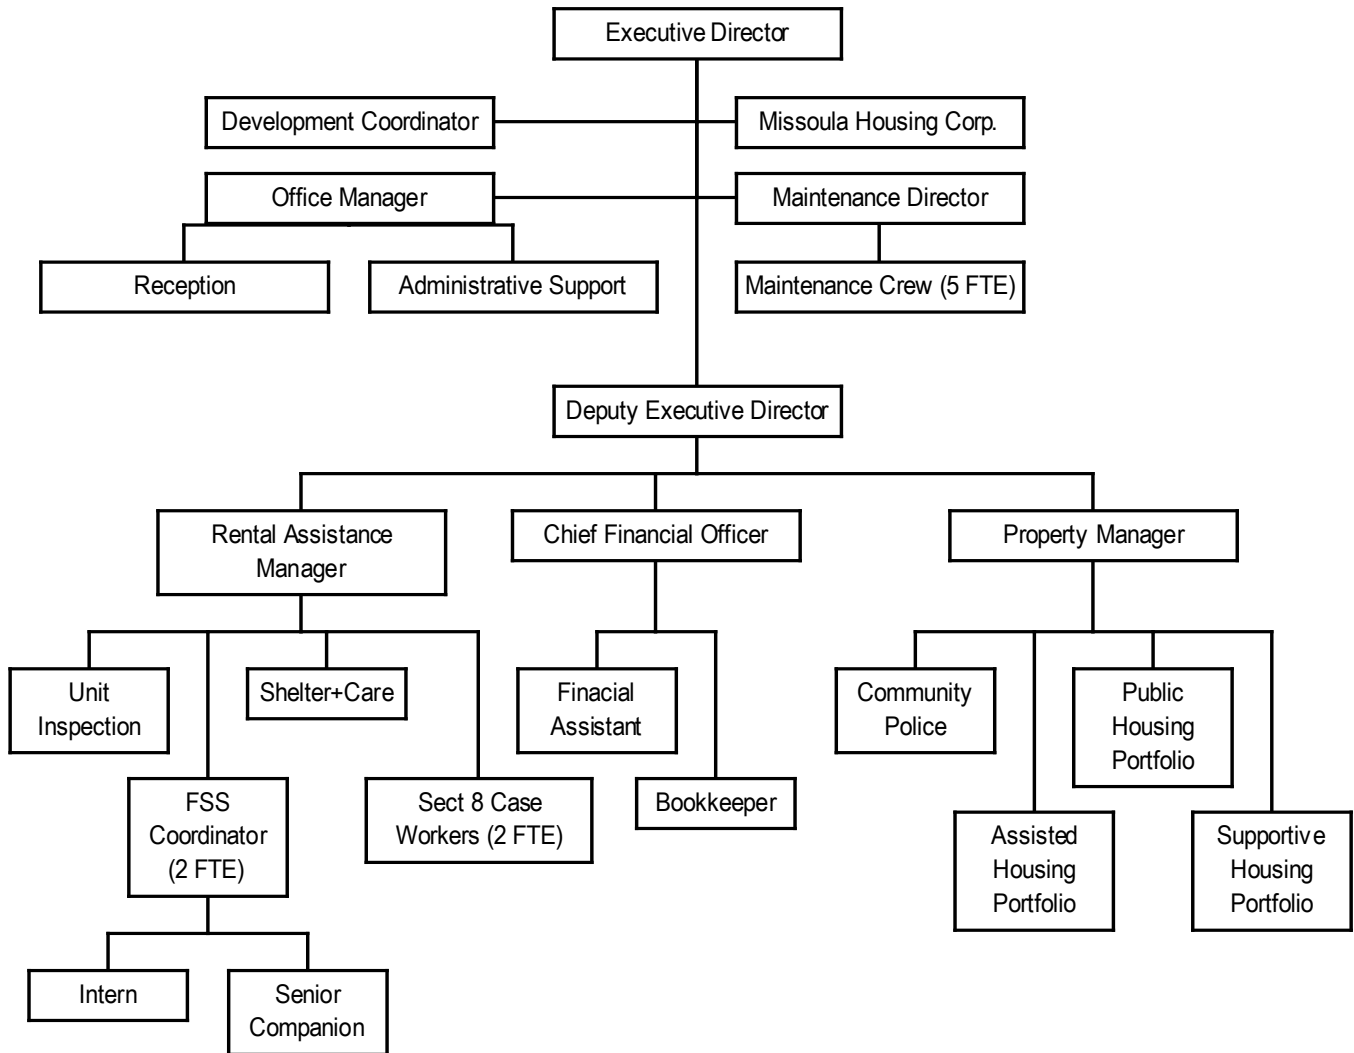 Executive Director
Development Coordinator
Missoula Housing Corp.
Office Manager
Maintenance Director
Reception
Administrative Support
Maintenance Crew (5 FTE)
Deputy Executive Director
Rental Assistance
Manager
Chief Financial Officer
Property Manager
Unit
Inspection
Shelter+Care
Finacial
Assistant
Community
Police
Public
Housing
Portfolio
FSS
Coordinator
(2 FTE)
Sect 8 Case
Workers (2 FTE)
Bookkeeper
Assisted
Housing
Portfolio
Supportive
Housing
Portfolio
Intern
Senior
Companion